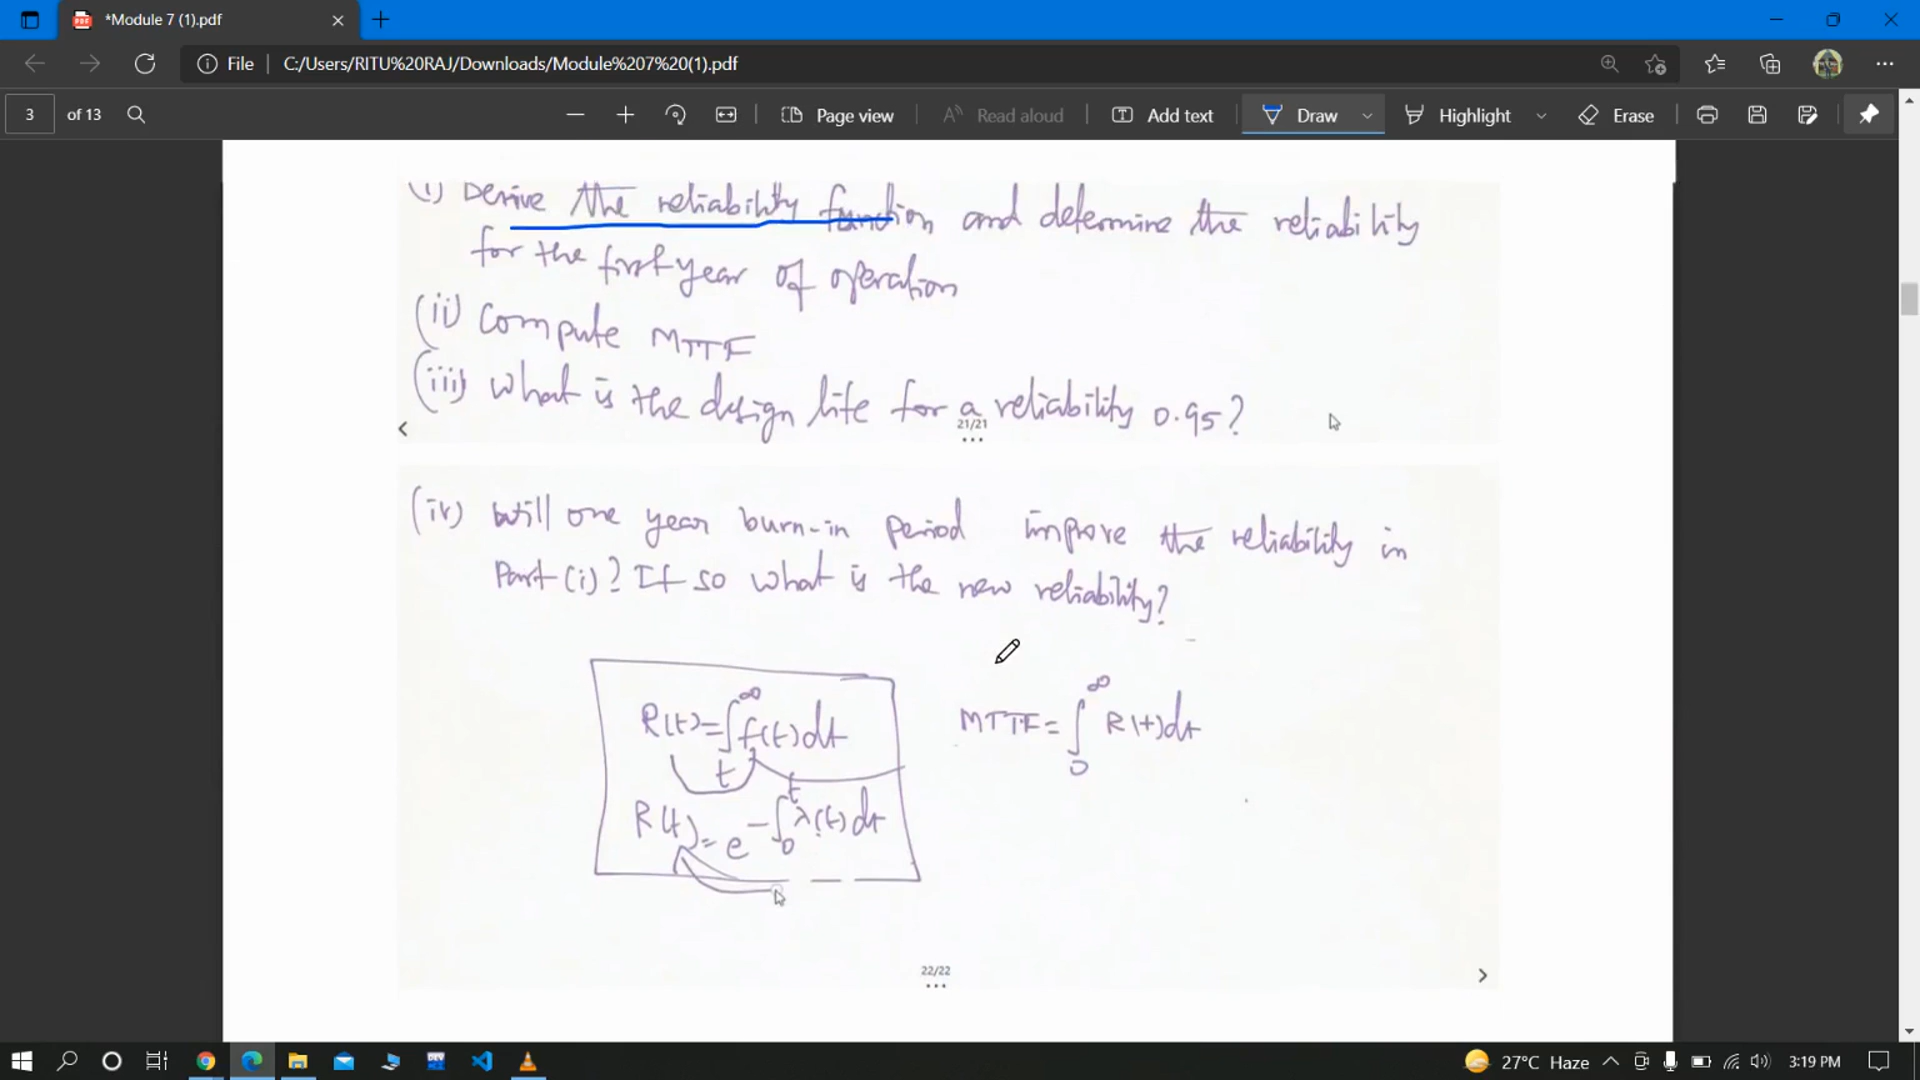 *Module 7 (1).pdf
File
C:/Users/RITU%20RAJ/Downloads/Module%207%20(1).pdf
3 of 13
Page view
Read aloud
Add text
Draw
Highlight
Erase
(i) Derive the reliability function and determine the reliability
for the first year of operation
(ii) Compute MTTF
(iii) What is the design life for a reliability 0.95?
21/21
(iv) Will one year burn-in period improve the reliability in
Part (i)? If so what is the new reliability?
R(t)=∫_t^∞ f(t)dt
MTTF=∫_0^∞ R(t)dt
R(t)=e^{-∫_0^t λ(t)dt}
22/22
27°C Haze
3:19 PM